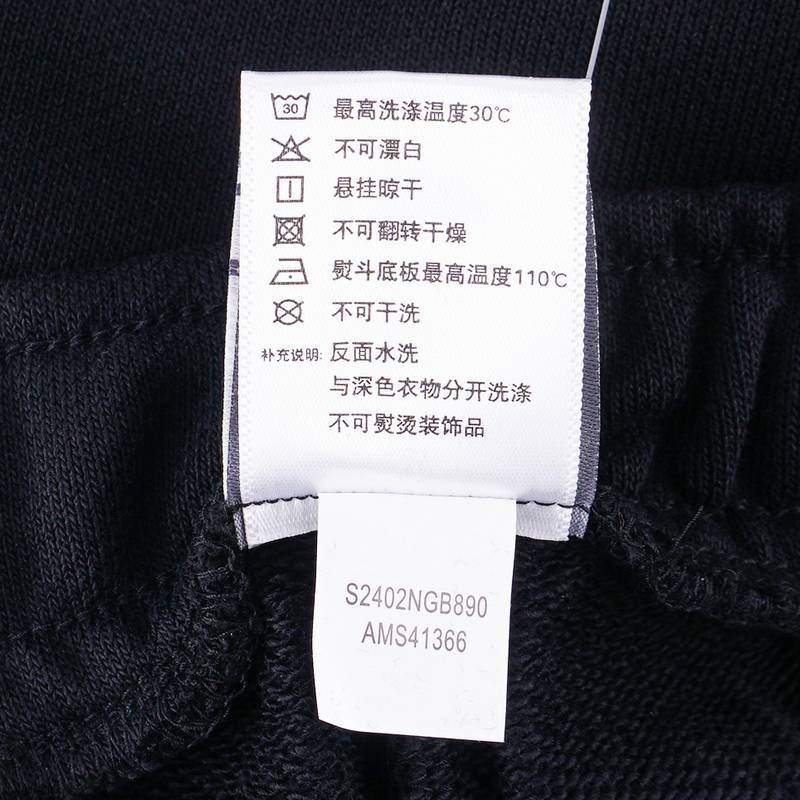 30 最高洗涤温度30℃
不可漂白
悬挂晾干
不可翻转干燥
熨斗底板最高温度110℃
不可干洗
补充说明: 反面水洗
与深色衣物分开洗涤
不可熨烫装饰品
S2402NGB890
AMS41366